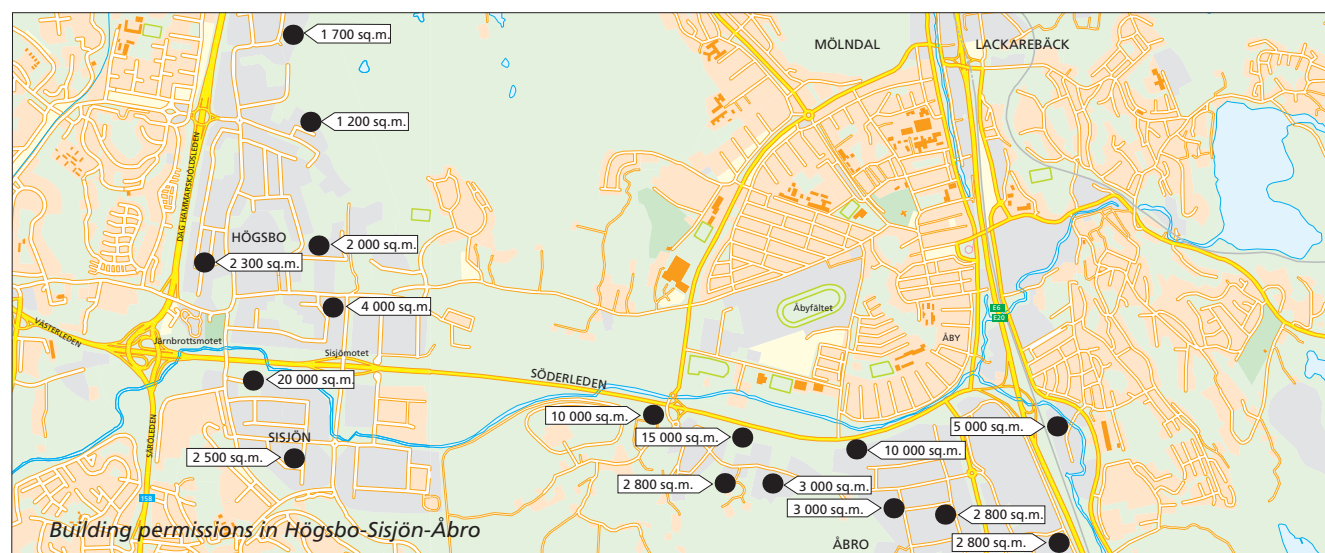 1 700 sq.m.
MÖLNDAL
LACKAREBÄCK
1 200 sq.m.
DAG HAMMARSKJÖLDSLEDEN
HÖGSBO
2 000 sq.m.
2 300 sq.m.
4 000 sq.m.
Åbyfältet
E6
E20
VÄSTERLEDEN
Järnbrottsmotet
Sisjömotet
ÅBY
20 000 sq.m.
SÖDERLEDEN
10 000 sq.m.
5 000 sq.m.
SÄRÖLEDEN
SISJÖN
15 000 sq.m.
10 000 sq.m.
2 500 sq.m.
2 800 sq.m.
3 000 sq.m.
158
3 000 sq.m.
2 800 sq.m.
Building permissions in Högsbo-Sisjön-Åbro
ÅBRO
2 800 sq.m.